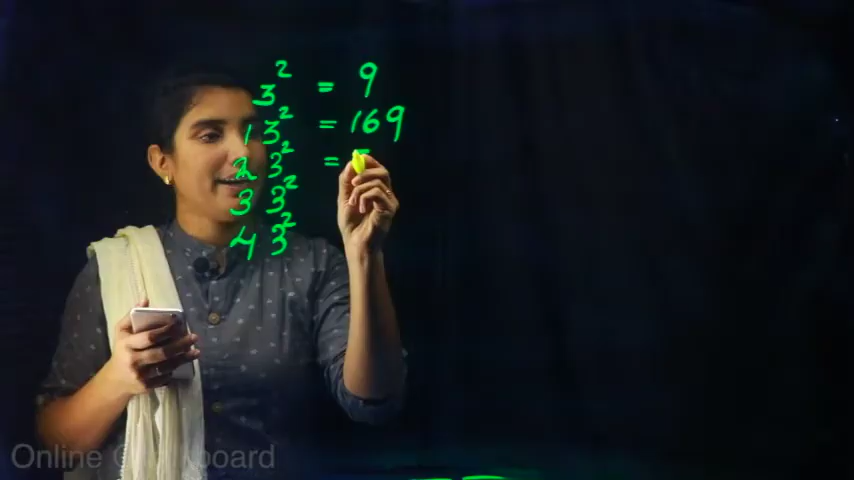 3² = 9
13² = 169
23² =
33²
43²
Online
board